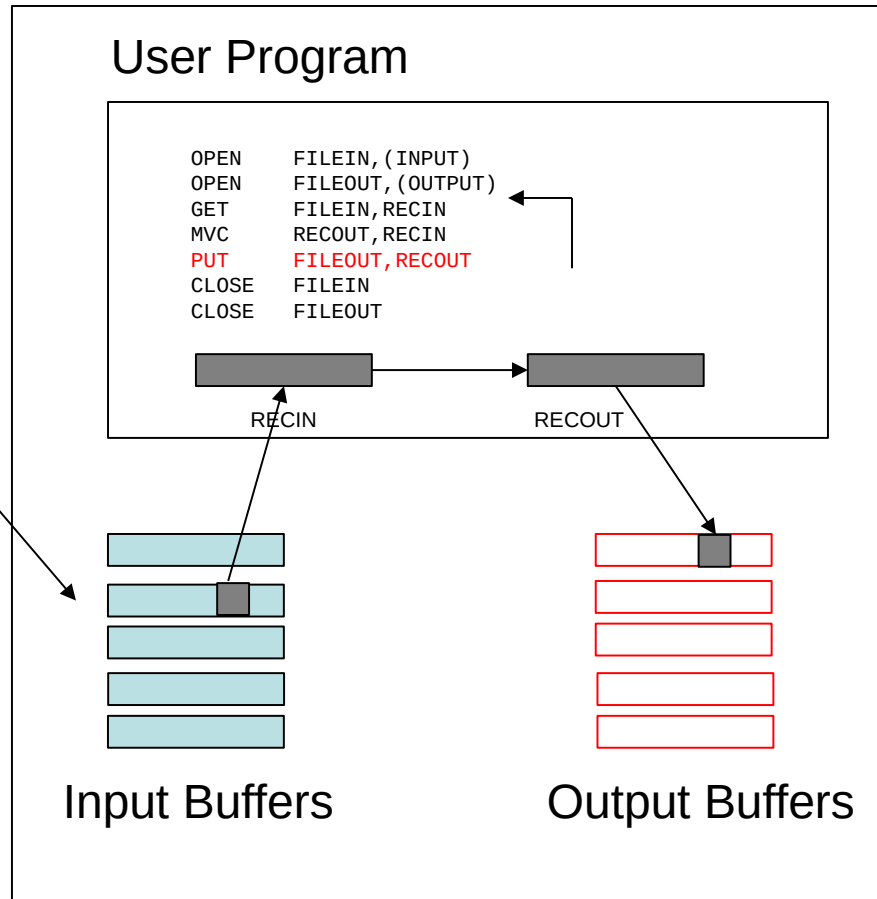 User Program
OPEN    FILEIN,(INPUT)
OPEN    FILEOUT,(OUTPUT)
GET     FILEIN,RECIN
MVC     RECOUT,RECIN
PUT     FILEOUT,RECOUT
CLOSE   FILEIN
CLOSE   FILEOUT
RECIN RECOUT
Input Buffers Output Buffers